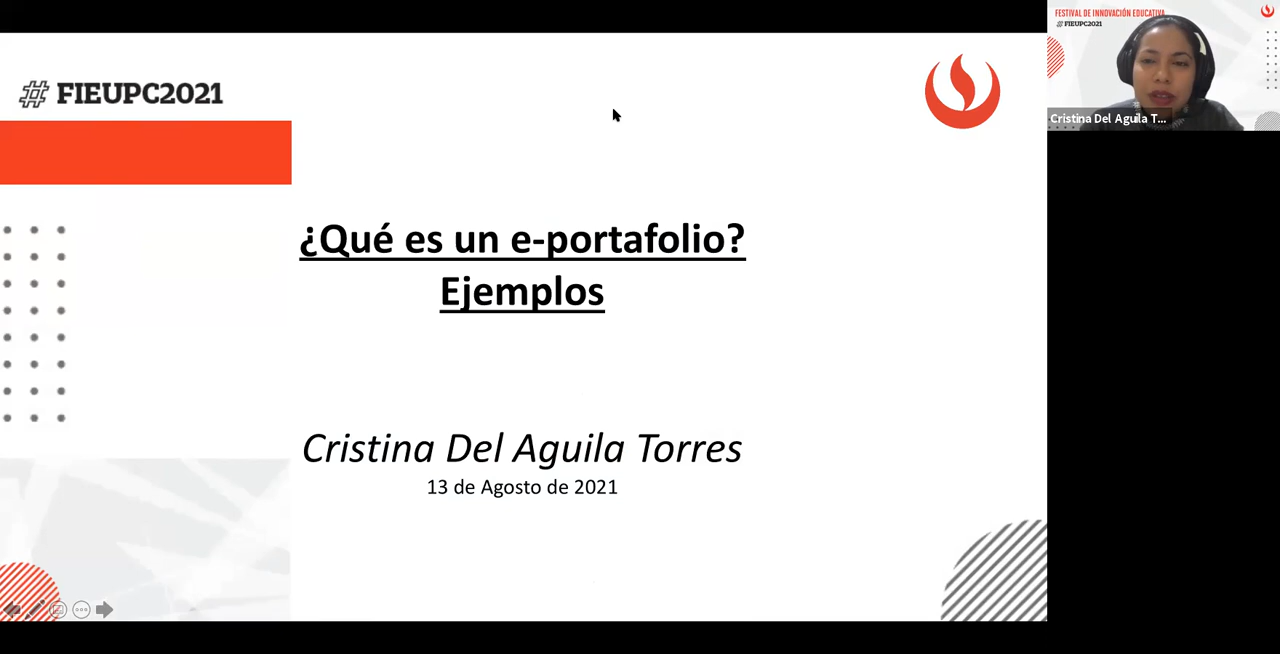 # FIEUPC2021
¿Qué es un e-portafolio?
Ejemplos
Cristina Del Aguila Torres
13 de Agosto de 2021
FESTIVAL DE INNOVACIÓN EDUCATIVA
# FIEUPC2021
Cristina Del Aguila T...